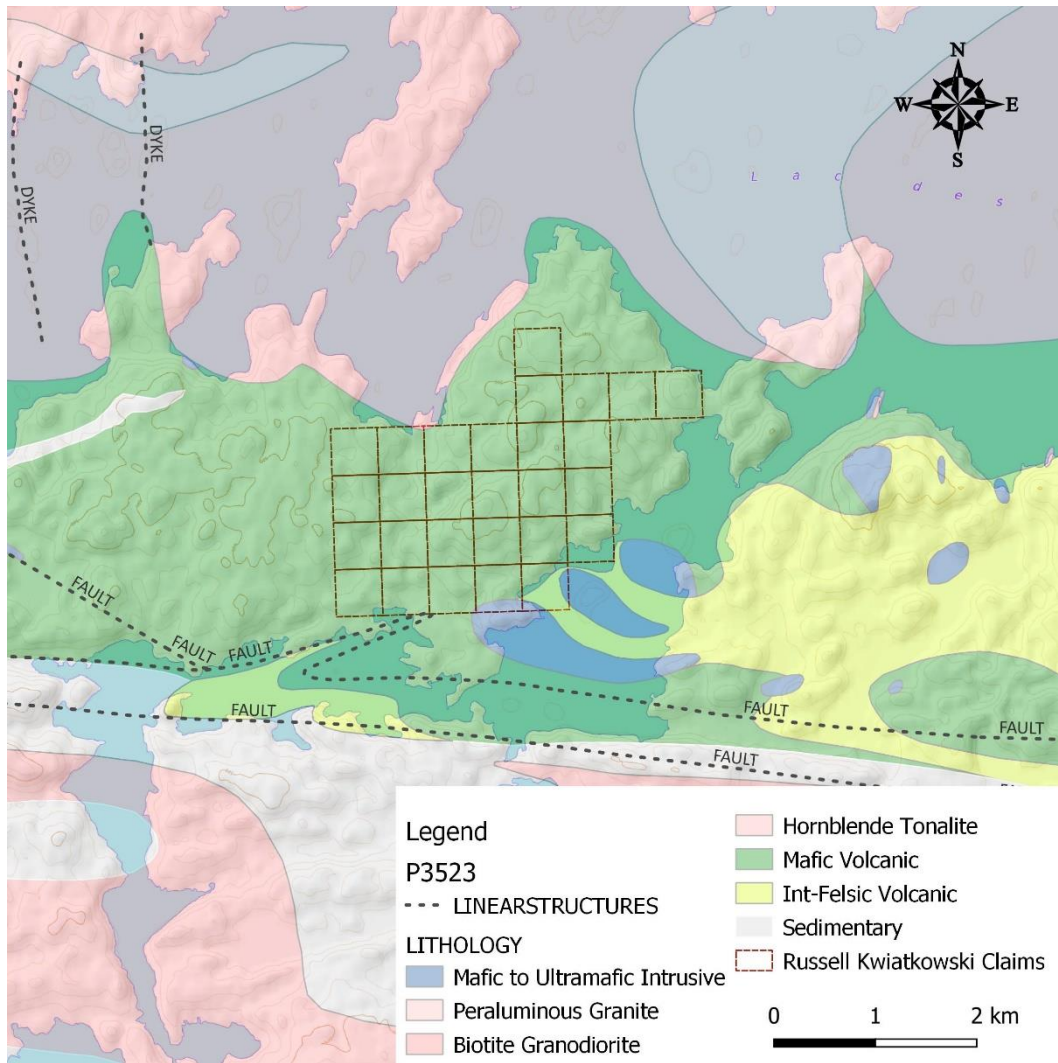 N
W E
S
DYKE
DYKE
L a c d e s
FAULT
FAULT
FAULT
FAULT
FAULT
FAULT
FAULT
Legend
P3523
LINEARSTRUCTURES
LITHOLOGY
Mafic to Ultramafic Intrusive
Peraluminous Granite
Biotite Granodiorite
Hornblende Tonalite
Mafic Volcanic
Int-Felsic Volcanic
Sedimentary
Russell Kwiatkowski Claims
0 1 2 km